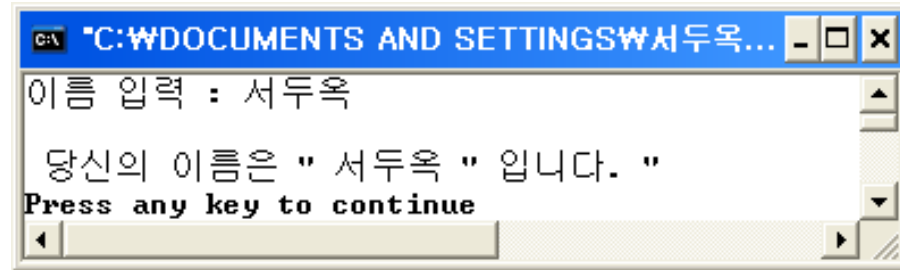 "C:₩DOCUMENTS AND SETTINGS₩서두옥...
이름 입력 : 서두옥
당신의 이름은 " 서두옥 " 입니다. "
Press any key to continue